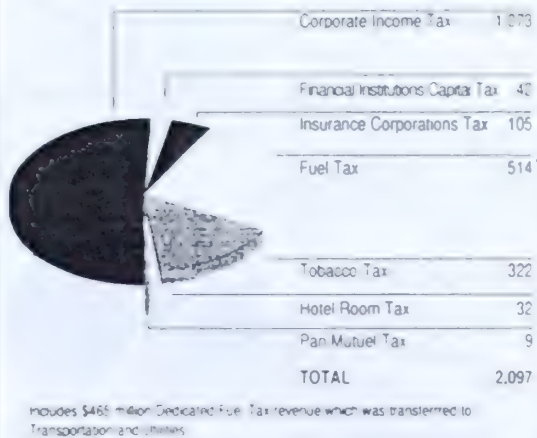 Corporate Income Tax 1,073
Financial Institutions Capital Tax 42
Insurance Corporations Tax 105
Fuel Tax 514
Tobacco Tax 322
Hotel Room Tax 32
Pari Mutuel Tax 9
TOTAL 2,097
Includes million Dedicated Fuel Tax revenue which was transferred to
Transportation and Utilities